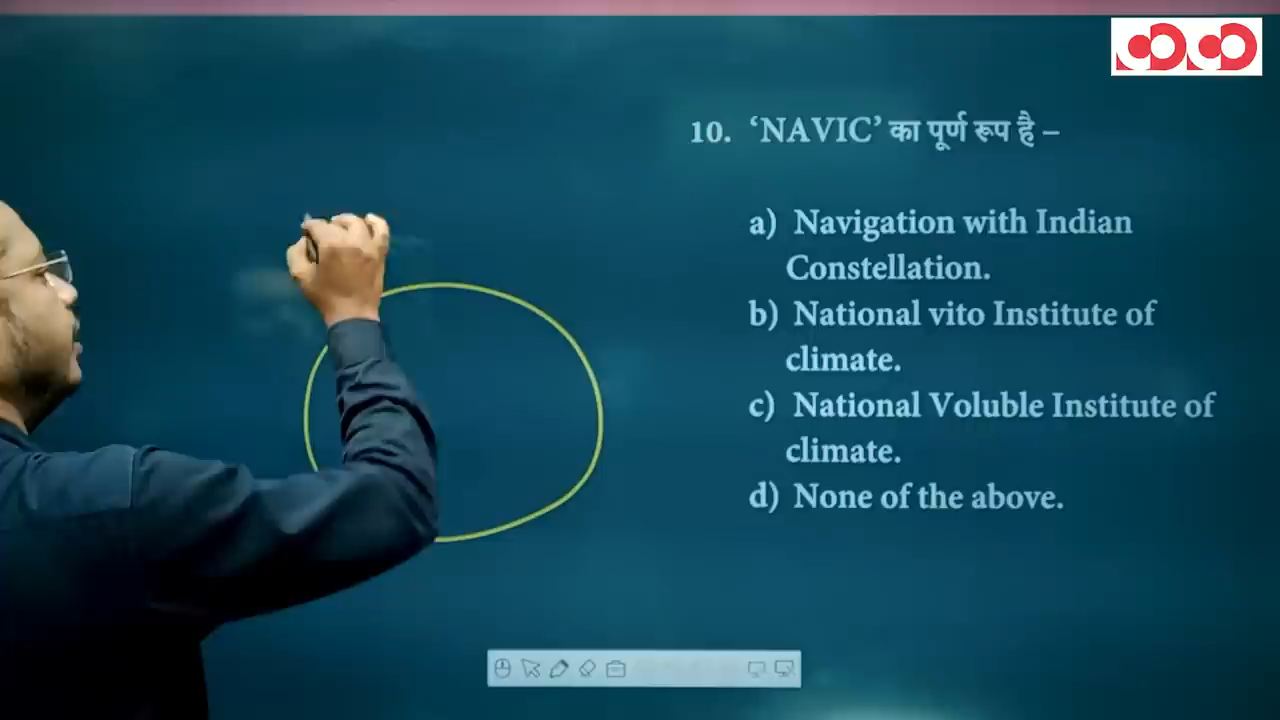 10. ‘NAVIC’ का पूर्ण रूप है –
a) Navigation with Indian
Constellation.
b) National vito Institute of
climate.
c) National Voluble Institute of
climate.
d) None of the above.